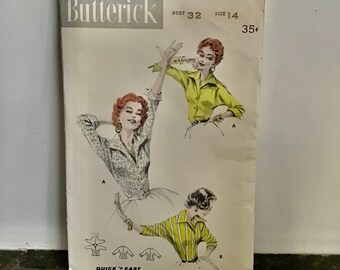 Butterick BUST 32 SIZE 14
35¢
A
A
B
QUICK 'N EASY